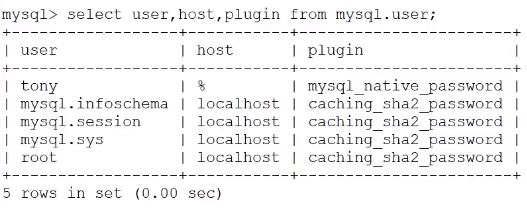 mysql> select user,host,plugin from mysql.user;
+------------------+-----------+-----------------------+
| user             | host      | plugin                |
+------------------+-----------+-----------------------+
| tony             | %         | mysql_native_password |
| mysql.infoschema | localhost | caching_sha2_password |
| mysql.session    | localhost | caching_sha2_password |
| mysql.sys        | localhost | caching_sha2_password |
| root             | localhost | caching_sha2_password |
+------------------+-----------+-----------------------+
5 rows in set (0.00 sec)